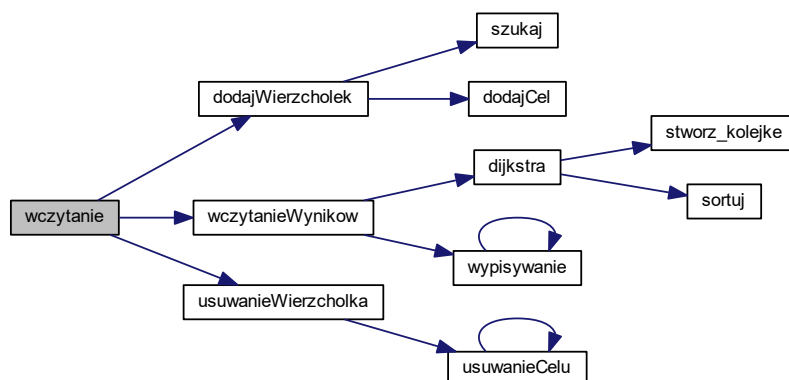 szukaj
dodajWierzcholek
dodajCel
stworz_kolejke
dijkstra
sortuj
wczytanie
wczytanieWynikow
wypisywanie
usuwanieWierzcholka
usuwanieCelu